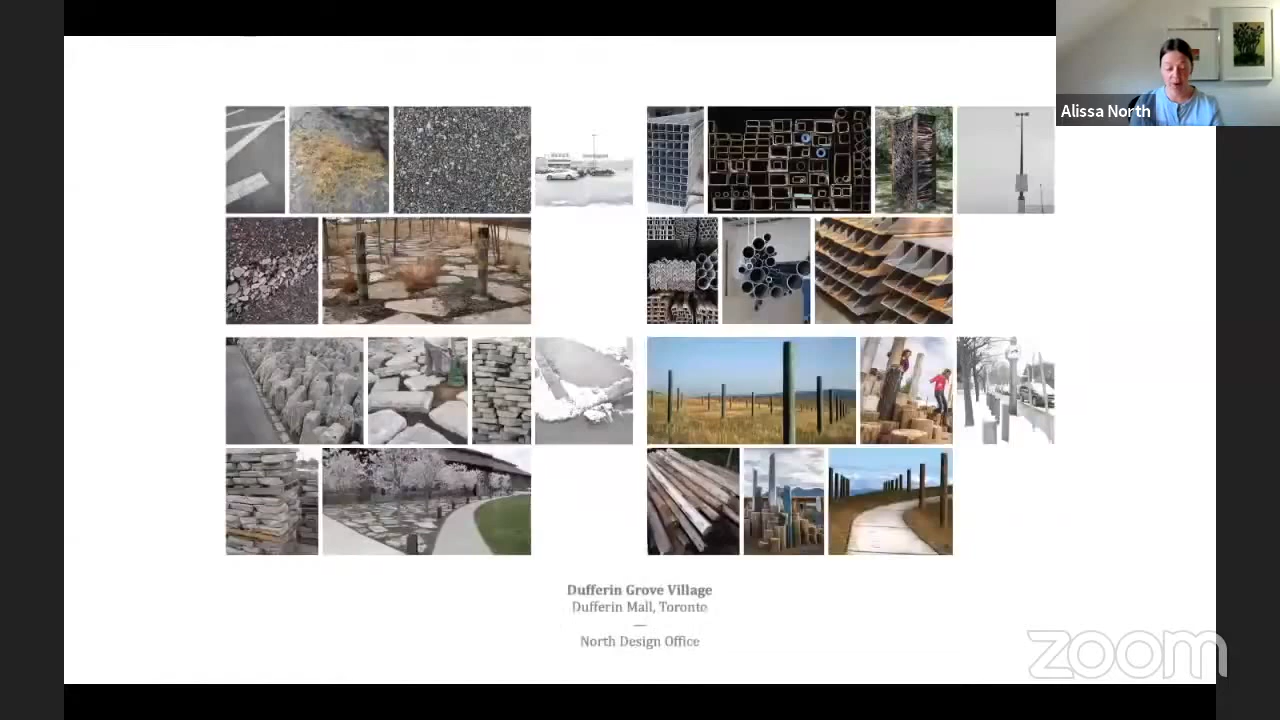 Alissa North
Dufferin Grove Village
Dufferin Mall, Toronto
North Design Office
zoom